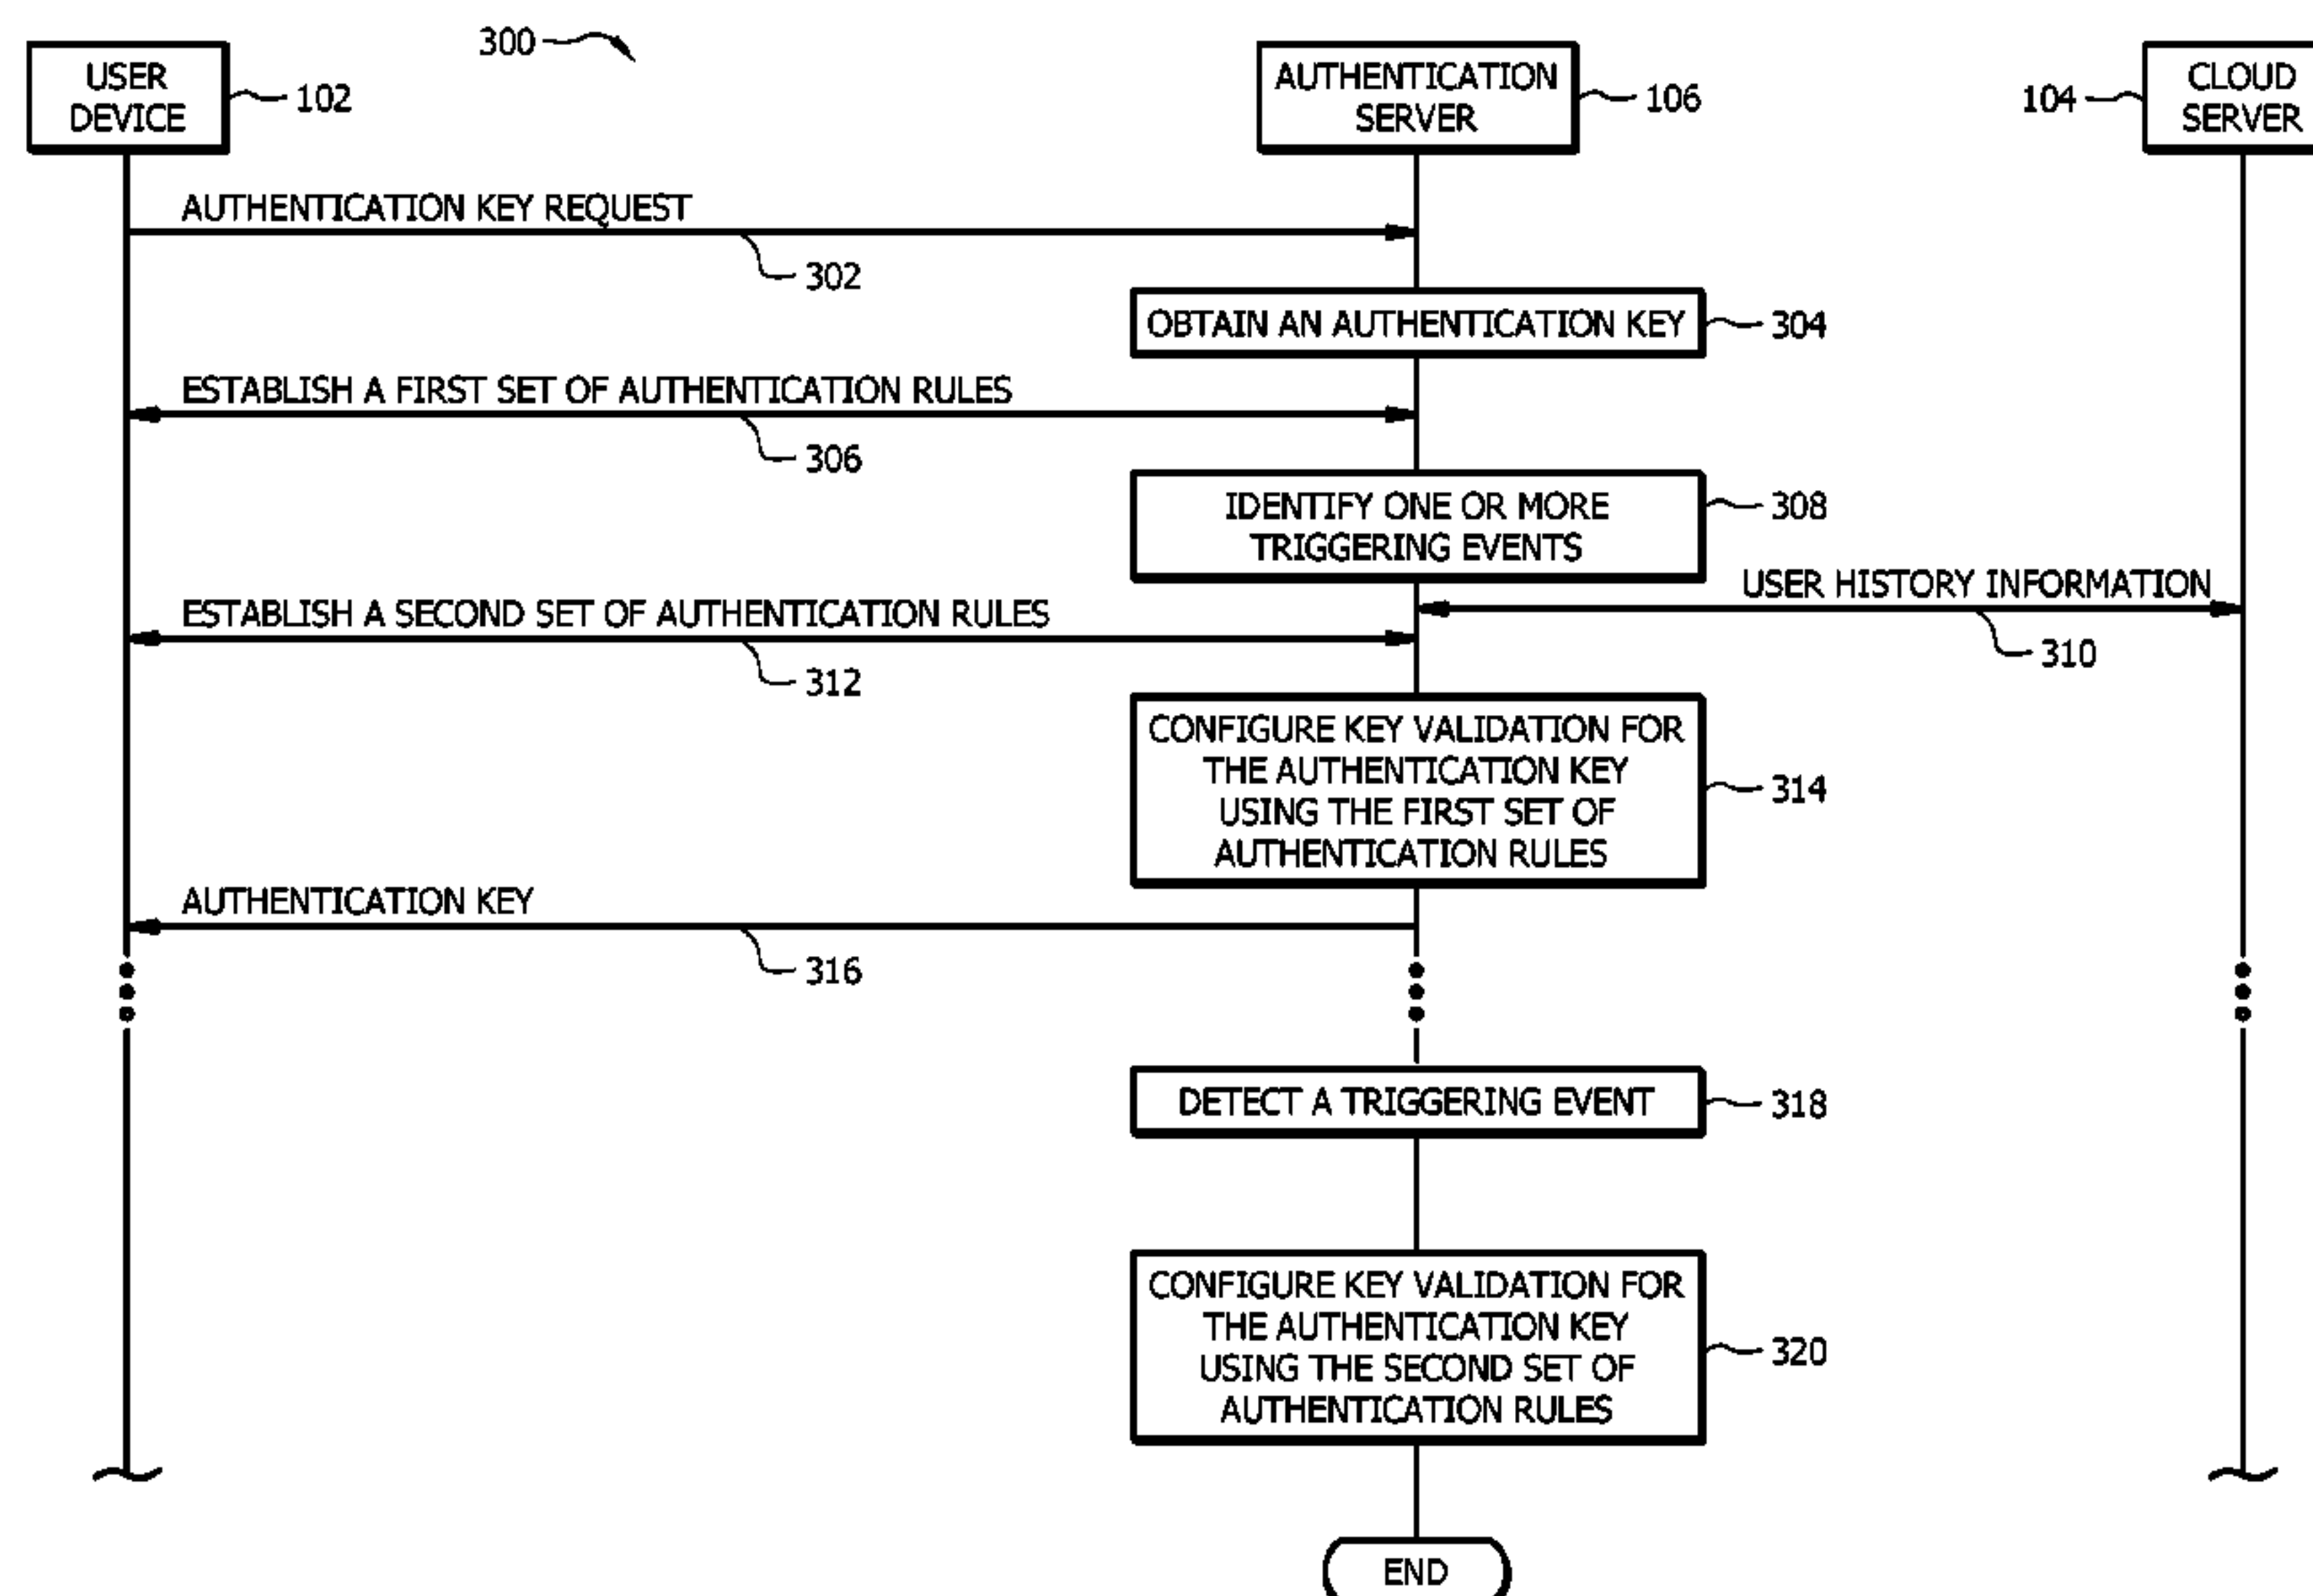 300
USER
DEVICE
102
AUTHENTICATION
SERVER
106
104
CLOUD
SERVER
AUTHENTICATION KEY REQUEST
302
OBTAIN AN AUTHENTICATION KEY
304
ESTABLISH A FIRST SET OF AUTHENTICATION RULES
306
IDENTIFY ONE OR MORE
TRIGGERING EVENTS
308
USER HISTORY INFORMATION
310
ESTABLISH A SECOND SET OF AUTHENTICATION RULES
312
CONFIGURE KEY VALIDATION FOR
THE AUTHENTICATION KEY
USING THE FIRST SET OF
AUTHENTICATION RULES
314
AUTHENTICATION KEY
316
DETECT A TRIGGERING EVENT
318
CONFIGURE KEY VALIDATION FOR
THE AUTHENTICATION KEY
USING THE SECOND SET OF
AUTHENTICATION RULES
320
END